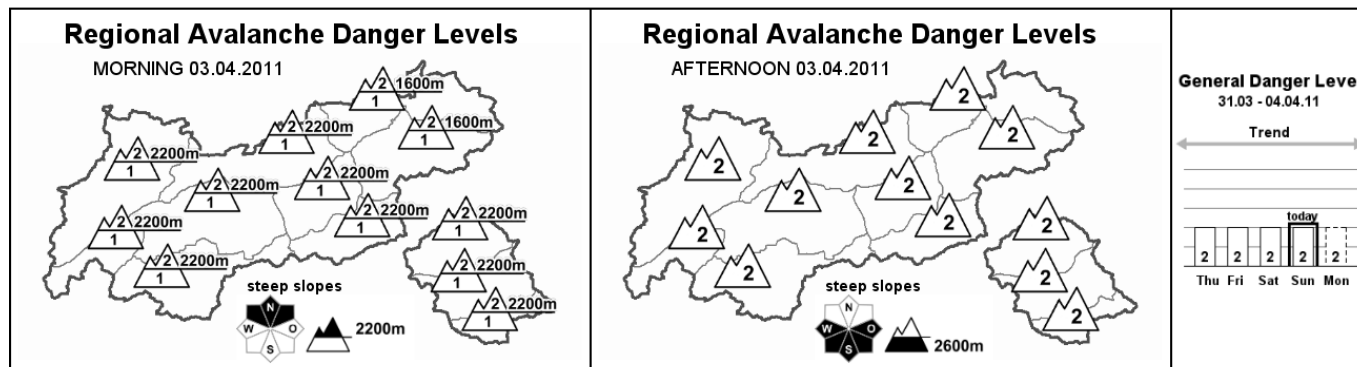 Regional Avalanche Danger Levels
MORNING 03.04.2011
2 1600m
1
2 1600m
1
2 2200m
1
2 2200m
1
2 2200m
1
2 2200m
1
2 2200m
1
2 2200m
1
2 2200m
1
2 2200m
1
2 2200m
1
2 2200m
1
steep slopes
N
W O
S
2200m
Regional Avalanche Danger Levels
AFTERNOON 03.04.2011
2
2
2
2
2
2
2
2
2
2
2
2
steep slopes
N
W O
S
2600m
General Danger Leve
31.03 - 04.04.11
Trend
today
2 2 2 2 2
Thu Fri Sat Sun Mon